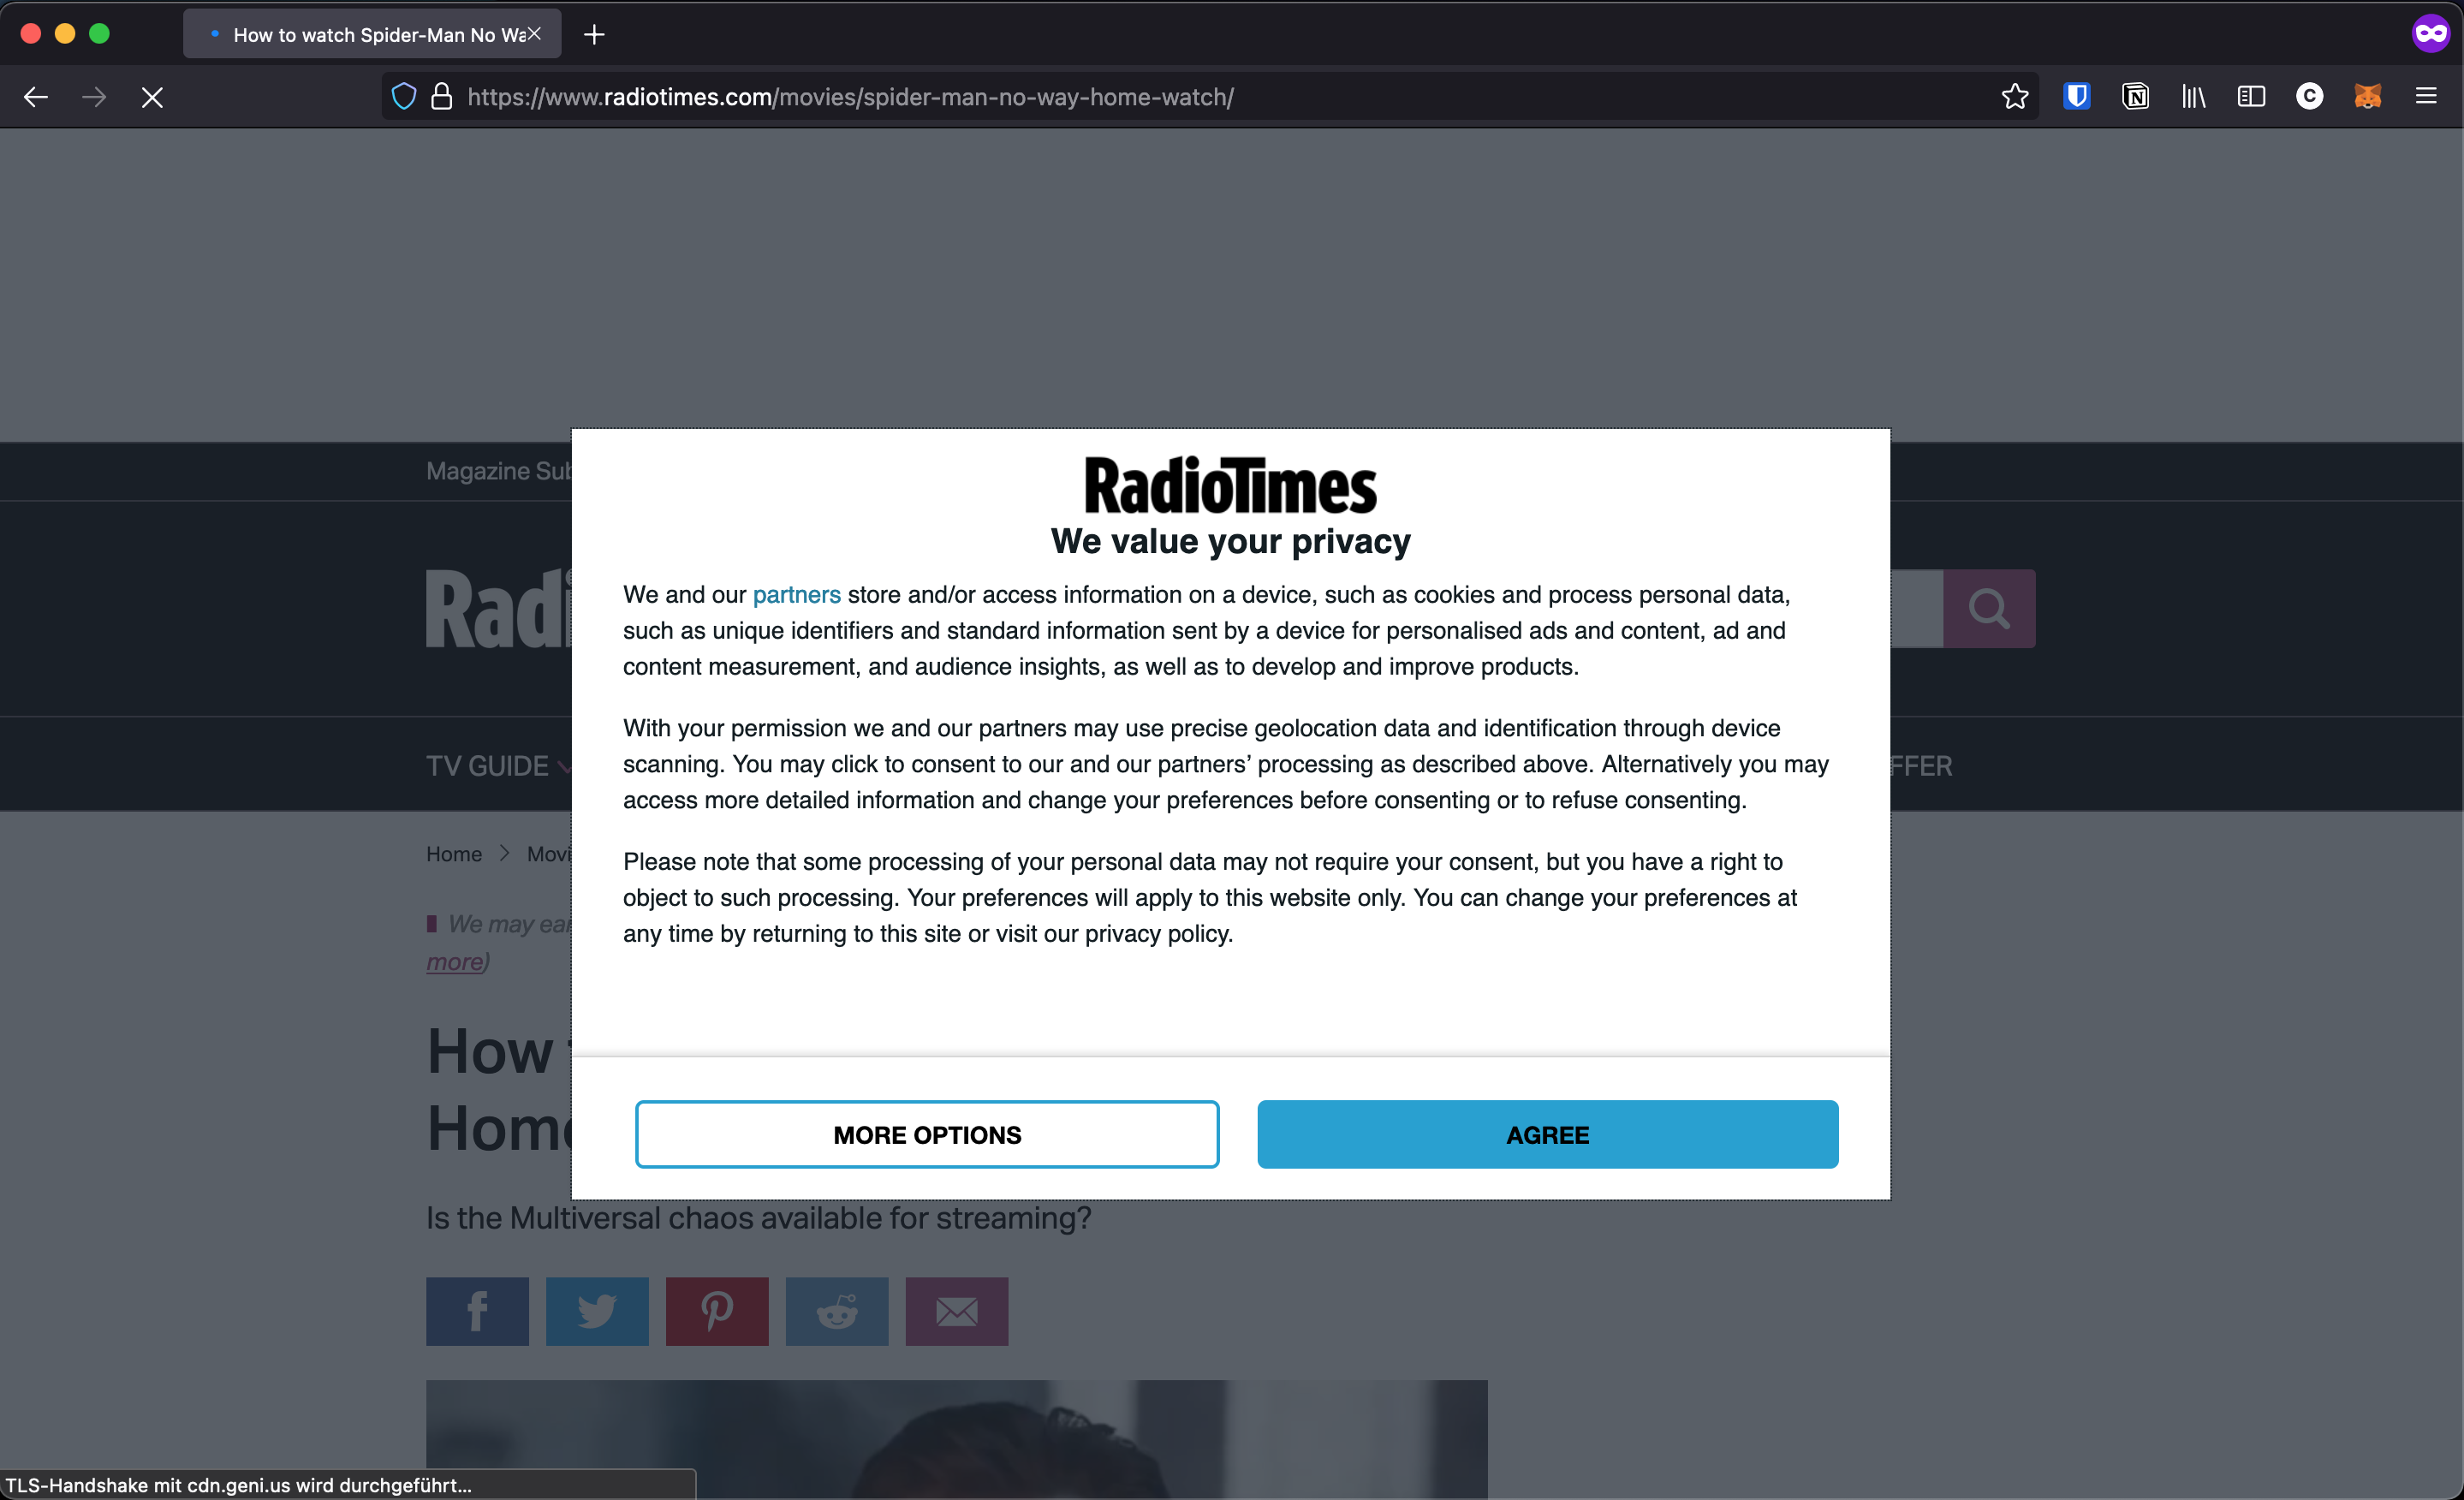 How to watch Spider-Man No Wa
https://www.radiotimes.com/movies/spider-man-no-way-home-watch/
Magazine Sub
Radi
TV GUIDE
FFER
Home > Movi
We may ear
more)
How t
Home
Is the Multiversal chaos available for streaming?
RadioTimes
We value your privacy
We and our partners store and/or access information on a device, such as cookies and process personal data,
such as unique identifiers and standard information sent by a device for personalised ads and content, ad and
content measurement, and audience insights, as well as to develop and improve products.
With your permission we and our partners may use precise geolocation data and identification through device
scanning. You may click to consent to our and our partners’ processing as described above. Alternatively you may
access more detailed information and change your preferences before consenting or to refuse consenting.
Please note that some processing of your personal data may not require your consent, but you have a right to
object to such processing. Your preferences will apply to this website only. You can change your preferences at
any time by returning to this site or visit our privacy policy.
MORE OPTIONS
AGREE
TLS-Handshake mit cdn.geni.us wird durchgeführt...